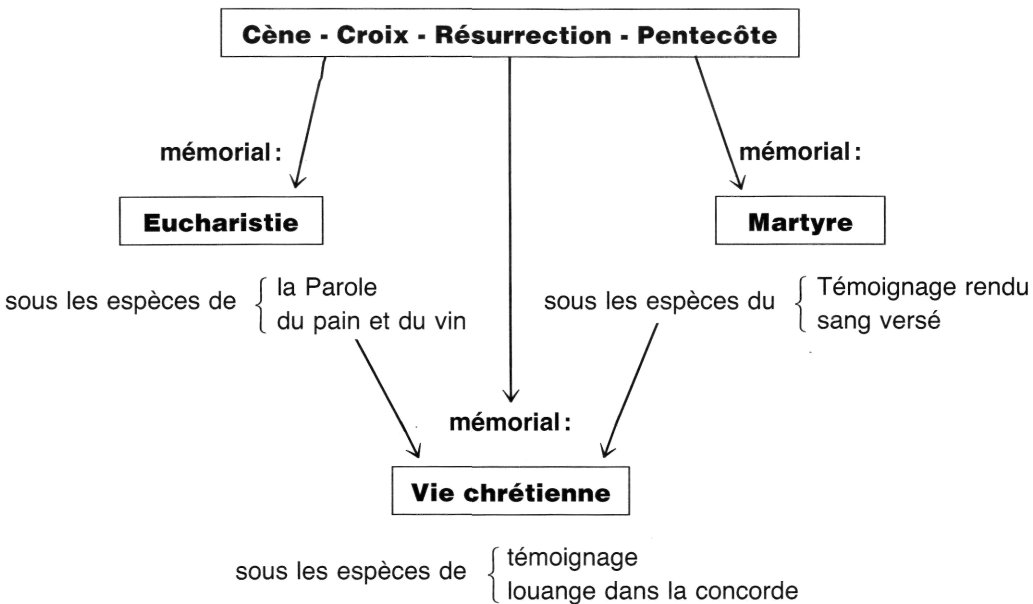 Cène - Croix - Résurrection - Pentecôte
mémorial :
Eucharistie
sous les espèces de { la Parole
du pain et du vin
mémorial :
Martyre
sous les espèces du { Témoignage rendu
sang versé
mémorial :
Vie chrétienne
sous les espèces de { témoignage
louange dans la concorde